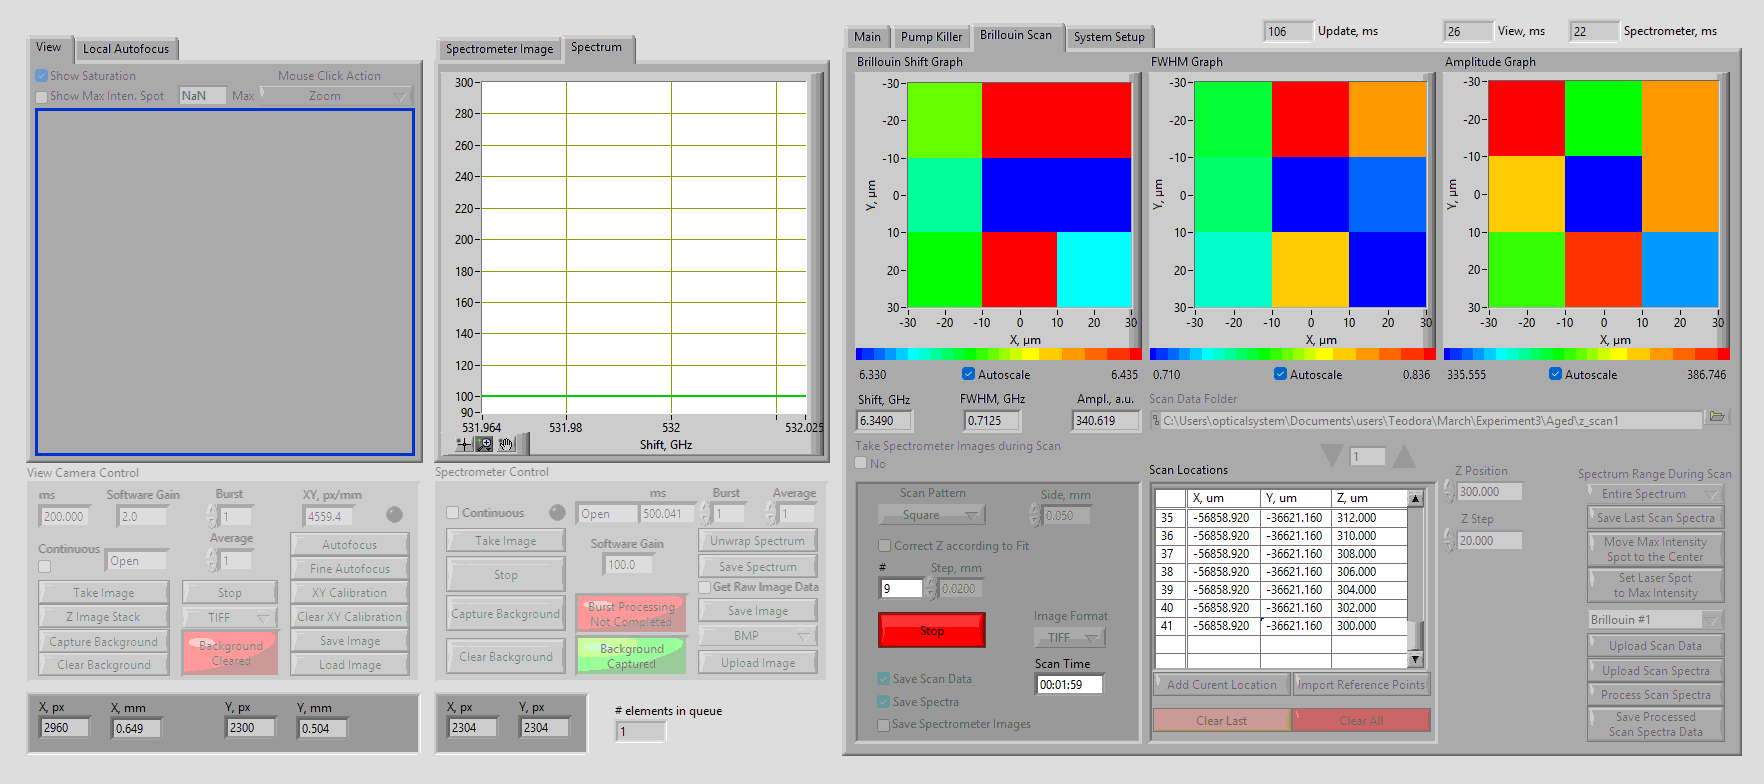 View
Local Autofocus
Show Saturation
Mouse Click Action
Show Max Inten. Spot
NaN
Max
Zoom
Spectrometer Image
Spectrum
300
280
260
240
220
200
180
160
140
120
100
90
531.964
531.98
532
532.025
Shift, GHz
View Camera Control
ms
Software Gain
Burst
XY, px/mm
200.000
2.0
1
4559.4
Continuous
Open
Average
1
Autofocus
Fine Autofocus
Take Image
Stop
XY Calibration
Z Image Stack
TIFF
Clear XY Calibration
Capture Background
Background
Cleared
Save Image
Clear Background
Load Image
X, px
X, mm
Y, px
Y, mm
2960
0.649
2300
0.504
Spectrometer Control
Continuous
ms
Burst
Average
Open
500.041
1
1
Take Image
Software Gain
100.0
Unwrap Spectrum
Stop
Save Spectrum
Get Raw Image Data
Capture Background
Burst Processing
Not Completed
Save Image
BMP
Clear Background
Background
Captured
Upload Image
X, px
Y, px
2304
2304
# elements in queue
1
106
Update, ms
26
View, ms
22
Spectrometer, ms
Main
Pump Killer
Brillouin Scan
System Setup
Brillouin Shift Graph
-30
-20
-10
0
10
20
30
Y, µm
-30
-20
-10
0
10
20
30
X, µm
6.330
Autoscale
6.435
FWHM Graph
-30
-20
-10
0
10
20
30
Y, µm
-30
-20
-10
0
10
20
30
X, µm
0.710
Autoscale
0.836
Amplitude Graph
-30
-20
-10
0
10
20
30
Y, µm
-30
-20
-10
0
10
20
30
X, µm
335.555
Autoscale
386.746
Shift, GHz
FWHM, GHz
Ampl., a.u.
6.3490
0.7125
340.619
Scan Data Folder
C:\Users\opticalsystem\Documents\users\Teodora\March\Experiment3\Aged\z_scan1
Take Spectrometer Images during Scan
No
1
Scan Pattern
Side, mm
Square
0.050
Correct Z according to Fit
#
Step, mm
9
0.0200
Stop
Image Format
TIFF
Scan Time
00:01:59
Save Scan Data
Save Spectra
Save Spectrometer Images
Scan Locations
X, um Y, um Z, um
35 -56858.920 -36621.160 312.000
36 -56858.920 -36621.160 310.000
37 -56858.920 -36621.160 308.000
38 -56858.920 -36621.160 306.000
39 -56858.920 -36621.160 304.000
40 -56858.920 -36621.160 302.000
41 -56858.920 -36621.160 300.000
Add Curent Location
Import Reference Points
Clear Last
Clear All
Z Position
300.000
Z Step
20.000
Spectrum Range During Scan
Entire Spectrum
Save Last Scan Spectra
Move Max Intensity
Spot to the Center
Set Laser Spot
to Max Intensity
Brillouin #1
Upload Scan Data
Upload Scan Spectra
Process Scan Spectra
Save Processed
Scan Spectra Data